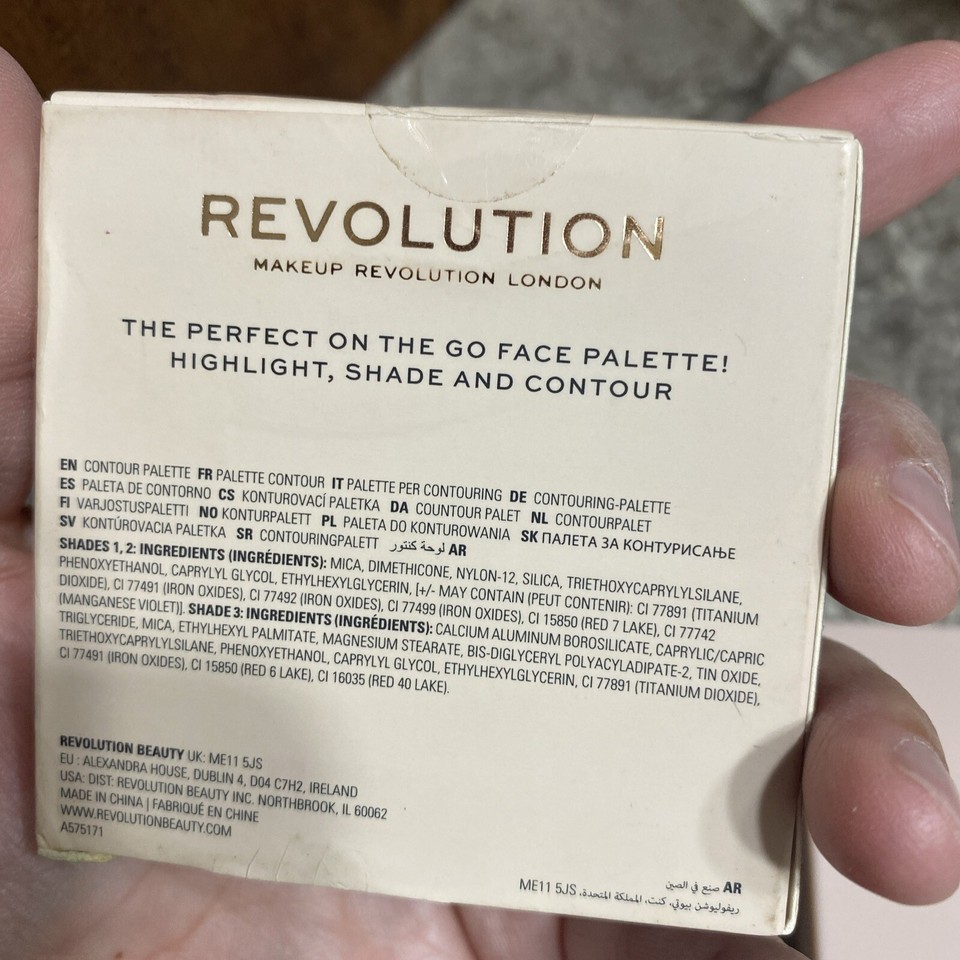 REVOLUTION
MAKEUP REVOLUTION LONDON
THE PERFECT ON THE GO FACE PALETTE!
HIGHLIGHT, SHADE AND CONTOUR
EN CONTOUR PALETTE FR PALETTE CONTOUR IT PALETTE PER CONTOURING DE CONTOURING-PALETTE
ES PALETA DE CONTORNO CS KONTUROVACÍ PALETKA DA COUNTOUR PALET NL CONTOURPALET
FI VARJOSTUSPALETTI NO KONTURPALETT PL PALETA DO KONTUROWANIA SK ПАЛЕТА ЗА КОНТУРИСАЊЕ
SV KONTÚROVACIA PALETKA SR CONTOURINGPALETT لوحة كنتور AR
SHADES 1, 2: INGREDIENTS (INGRÉDIENTS): MICA, DIMETHICONE, NYLON-12, SILICA, TRIETHOXYCAPRYLYLSILANE,
PHENOXYETHANOL, CAPRYLYL GLYCOL, ETHYLHEXYLGLYCERIN, [+/- MAY CONTAIN (PEUT CONTENIR): CI 77891 (TITANIUM
DIOXIDE), CI 77491 (IRON OXIDES), CI 77492 (IRON OXIDES), CI 77499 (IRON OXIDES), CI 15850 (RED 7 LAKE), CI 77742
(MANGANESE VIOLET)]. SHADE 3: INGREDIENTS (INGRÉDIENTS): CALCIUM ALUMINUM BOROSILICATE, CAPRYLIC/CAPRIC
TRIGLYCERIDE, MICA, ETHYLHEXYL PALMITATE, MAGNESIUM STEARATE, BIS-DIGLYCERYL POLYACYLADIPATE-2, TIN OXIDE,
TRIETHOXYCAPRYLYLSILANE, PHENOXYETHANOL, CAPRYLYL GLYCOL, ETHYLHEXYLGLYCERIN, CI 77891 (TITANIUM DIOXIDE),
CI 77491 (IRON OXIDES), CI 15850 (RED 6 LAKE), CI 16035 (RED 40 LAKE).
REVOLUTION BEAUTY UK: ME11 5JS
EU : ALEXANDRA HOUSE, DUBLIN 4, D04 C7H2, IRELAND
USA: DIST: REVOLUTION BEAUTY INC. NORTHBROOK, IL 60062
MADE IN CHINA | FABRIQUÉ EN CHINE
WWW.REVOLUTIONBEAUTY.COM
A575171
AR صنع في الصين
ريفوليوشن بيوتي، كنت، المملكة المتحدة، ME11 5JS